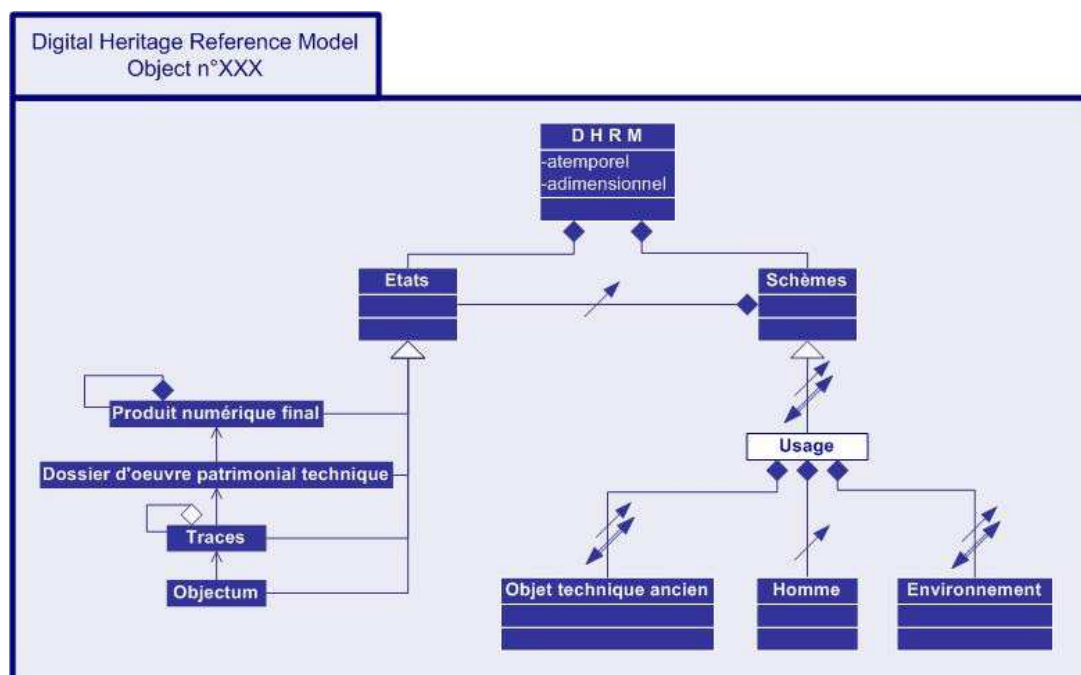 Digital Heritage Reference Model
Object n°XXX
D H R M
-atemporel
-adimensionnel
Etats
Schèmes
Produit numérique final
Usage
Dossier d'oeuvre patrimonial technique
Traces
Objectum
Objet technique ancien
Homme
Environnement